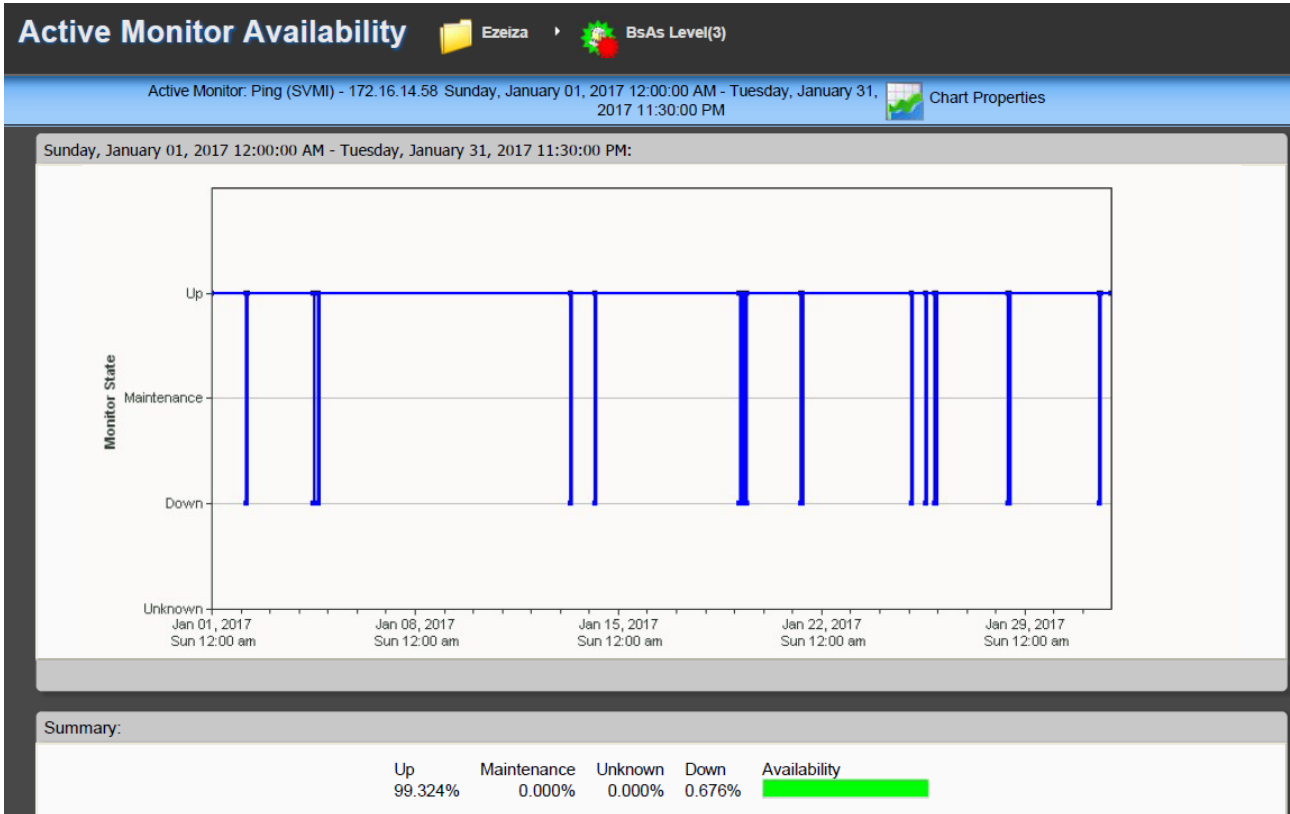 Active Monitor Availability Ezeiza BsAs Level(3)
Active Monitor: Ping (SVMI) - 172.16.14.58 Sunday, January 01, 2017 12:00:00 AM - Tuesday, January 31,
2017 11:30:00 PM
Chart Properties
Sunday, January 01, 2017 12:00:00 AM - Tuesday, January 31, 2017 11:30:00 PM:
Monitor State
Up
Maintenance
Down
Unknown
Jan 01, 2017 Jan 08, 2017 Jan 15, 2017 Jan 22, 2017 Jan 29, 2017
Sun 12:00 am Sun 12:00 am Sun 12:00 am Sun 12:00 am Sun 12:00 am
Summary:
Up Maintenance Unknown Down Availability
99.324% 0.000% 0.000% 0.676%